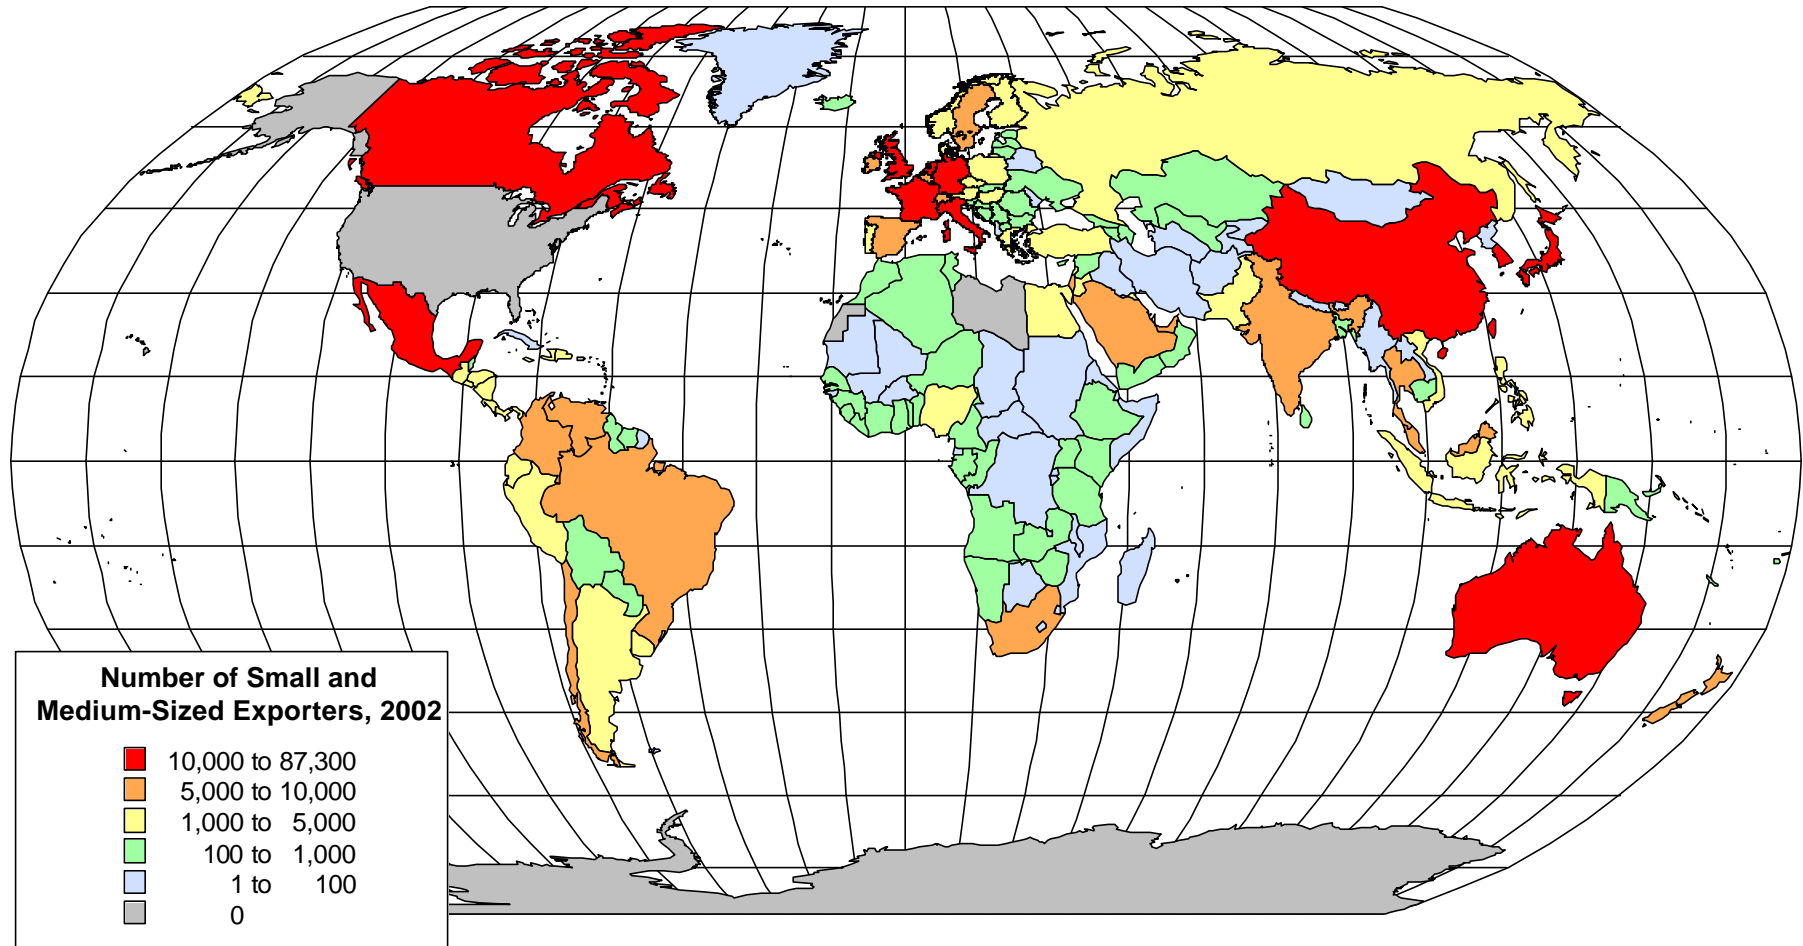 Number of Small and
Medium-Sized Exporters, 2002
10,000 to 87,300
5,000 to 10,000
1,000 to 5,000
100 to 1,000
1 to 100
0